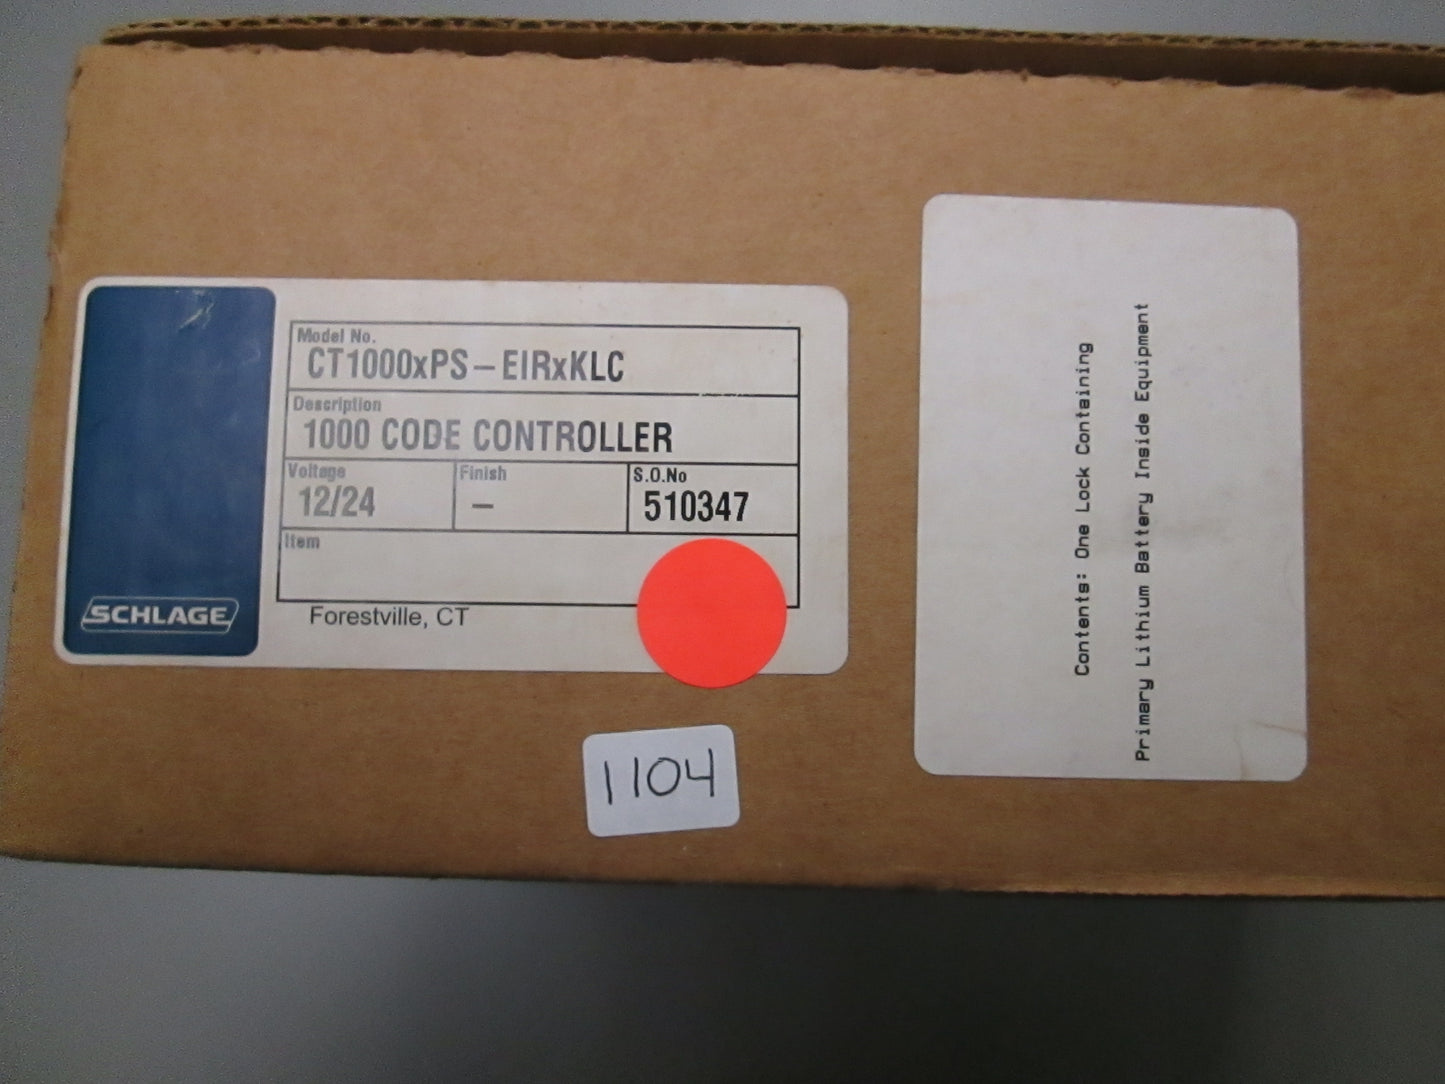 Model No.
CT1000xPS-EIRxKLC
Description
1000 CODE CONTROLLER
Voltage
12/24
Finish
—
S.O.No
510347
Item
SCHLAGE
Forestville, CT
1104
Contents: One Lock Containing
Primary Lithium Battery Inside Equipment